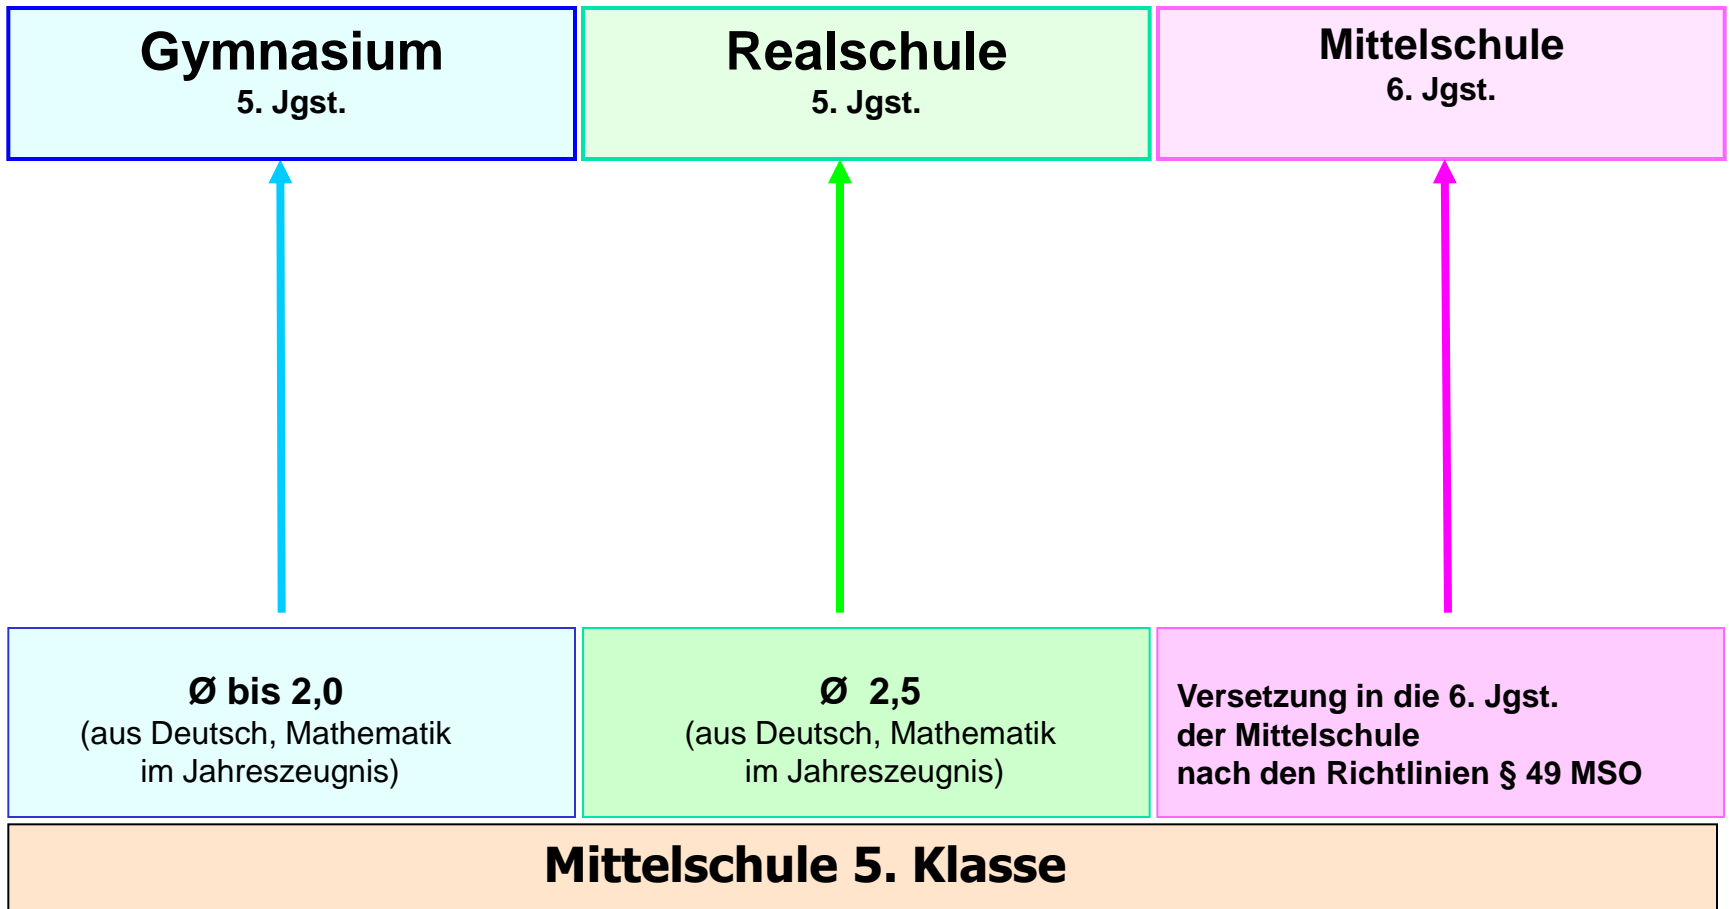 Gymnasium
5. Jgst.
Realschule
5. Jgst.
Mittelschule
6. Jgst.
Ø bis 2,0
(aus Deutsch, Mathematik
im Jahreszeugnis)
Ø 2,5
(aus Deutsch, Mathematik
im Jahreszeugnis)
Versetzung in die 6. Jgst.
der Mittelschule
nach den Richtlinien § 49 MSO
Mittelschule 5. Klasse